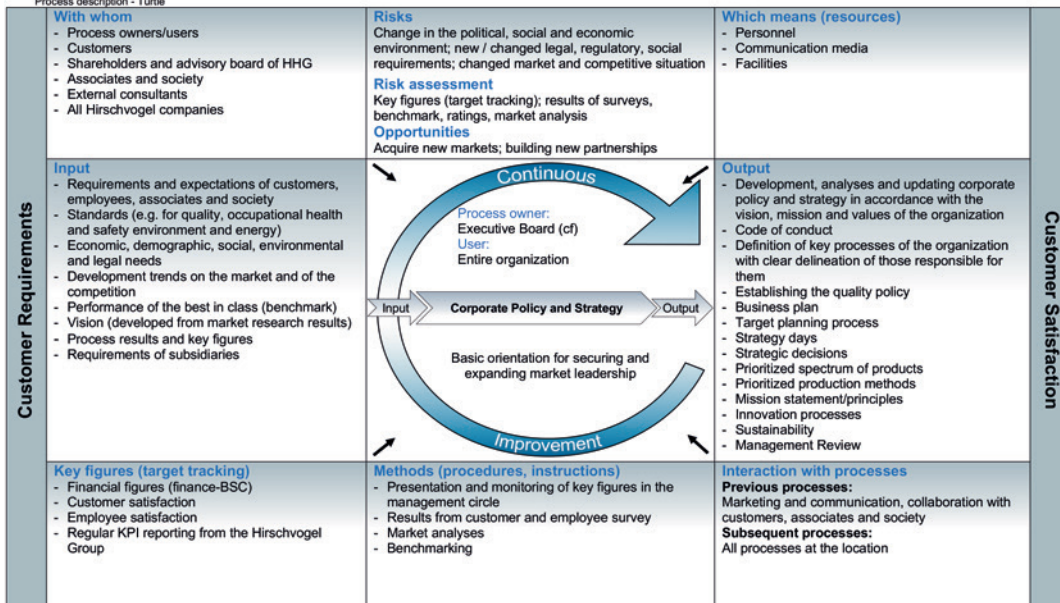 Process description - Turtle
With whom
- Process owners/users
- Customers
- Shareholders and advisory board of HHG
- Associates and society
- External consultants
- All Hirschvogel companies
Risks
Change in the political, social and economic
environment; new / changed legal, regulatory, social
requirements; changed market and competitive situation
Risk assessment
Key figures (target tracking); results of surveys,
benchmark, ratings, market analysis
Opportunities
Acquire new markets; building new partnerships
Which means (resources)
- Personnel
- Communication media
- Facilities
Customer Requirements
Input
- Requirements and expectations of customers,
employees, associates and society
- Standards (e.g. for quality, occupational health
and safety environment and energy)
- Economic, demographic, social, environmental
and legal needs
- Development trends on the market and of the
competition
- Performance of the best in class (benchmark)
- Vision (developed from market research results)
- Process results and key figures
- Requirements of subsidiaries
Continuous
Process owner:
Executive Board (cf)
User:
Entire organization
Input
Corporate Policy and Strategy
Output
Basic orientation for securing and
expanding market leadership
Improvement
Output
- Development, analyses and updating corporate
policy and strategy in accordance with the
vision, mission and values of the organization
- Code of conduct
- Definition of key processes of the organization
with clear delineation of those responsible for
them
- Establishing the quality policy
- Business plan
- Target planning process
- Strategy days
- Strategic decisions
- Prioritized spectrum of products
- Prioritized production methods
- Mission statement/principles
- Innovation processes
- Sustainability
- Management Review
Customer Satisfaction
Key figures (target tracking)
- Financial figures (finance-BSC)
- Customer satisfaction
- Employee satisfaction
- Regular KPI reporting from the Hirschvogel
Group
Methods (procedures, instructions)
- Presentation and monitoring of key figures in the
management circle
- Results from customer and employee survey
- Market analyses
- Benchmarking
Interaction with processes
Previous processes:
Marketing and communication, collaboration with
customers, associates and society
Subsequent processes:
All processes at the location